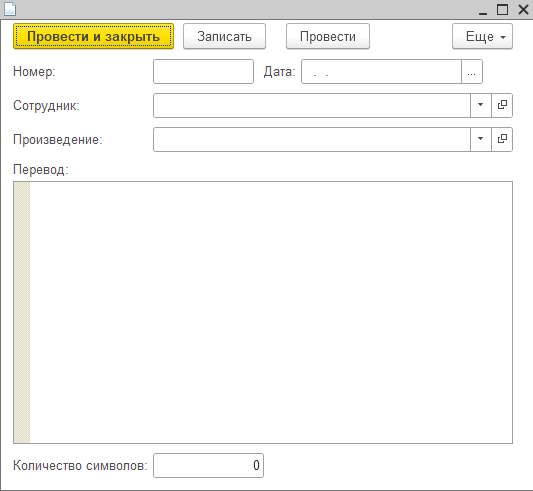 Провести и закрыть Записать Провести Еще
Номер: Дата: . . ...
Сотрудник:
Произведение:
Перевод:
Количество символов: 0